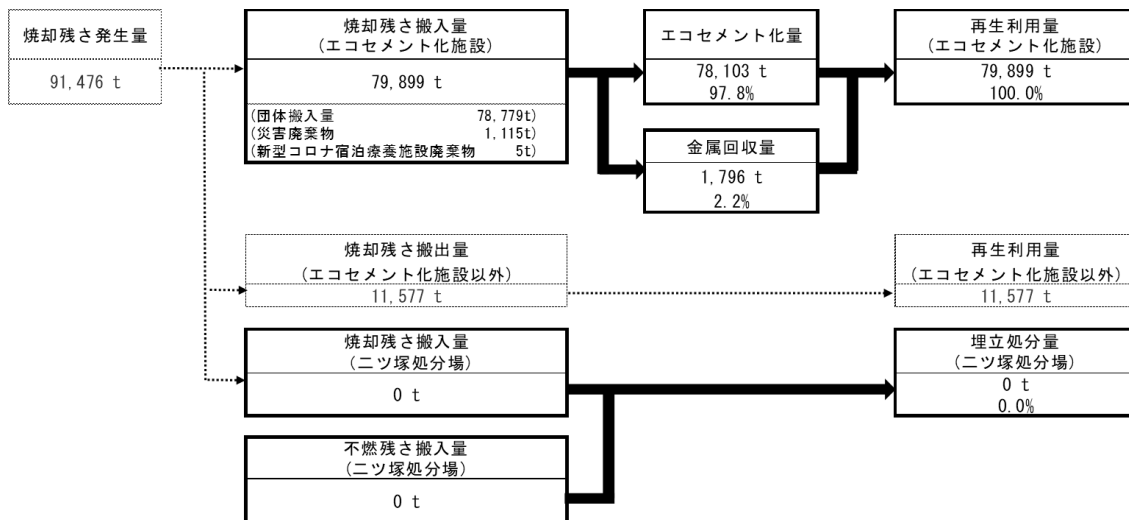 焼却残さ発生量
91,476 t
焼却残さ搬入量
(エコセメント化施設)
79,899 t
(団体搬入量 78,779t)
(災害廃棄物 1,115t)
(新型コロナ宿泊療養施設廃棄物 5t)
エコセメント化量
78,103 t
97.8%
金属回収量
1,796 t
2.2%
再生利用量
(エコセメント化施設)
79,899 t
100.0%
焼却残さ搬出量
(エコセメント化施設以外)
11,577 t
再生利用量
(エコセメント化施設以外)
11,577 t
焼却残さ搬入量
(二ツ塚処分場)
0 t
埋立処分量
(二ツ塚処分場)
0 t
0.0%
不燃残さ搬入量
(二ツ塚処分場)
0 t